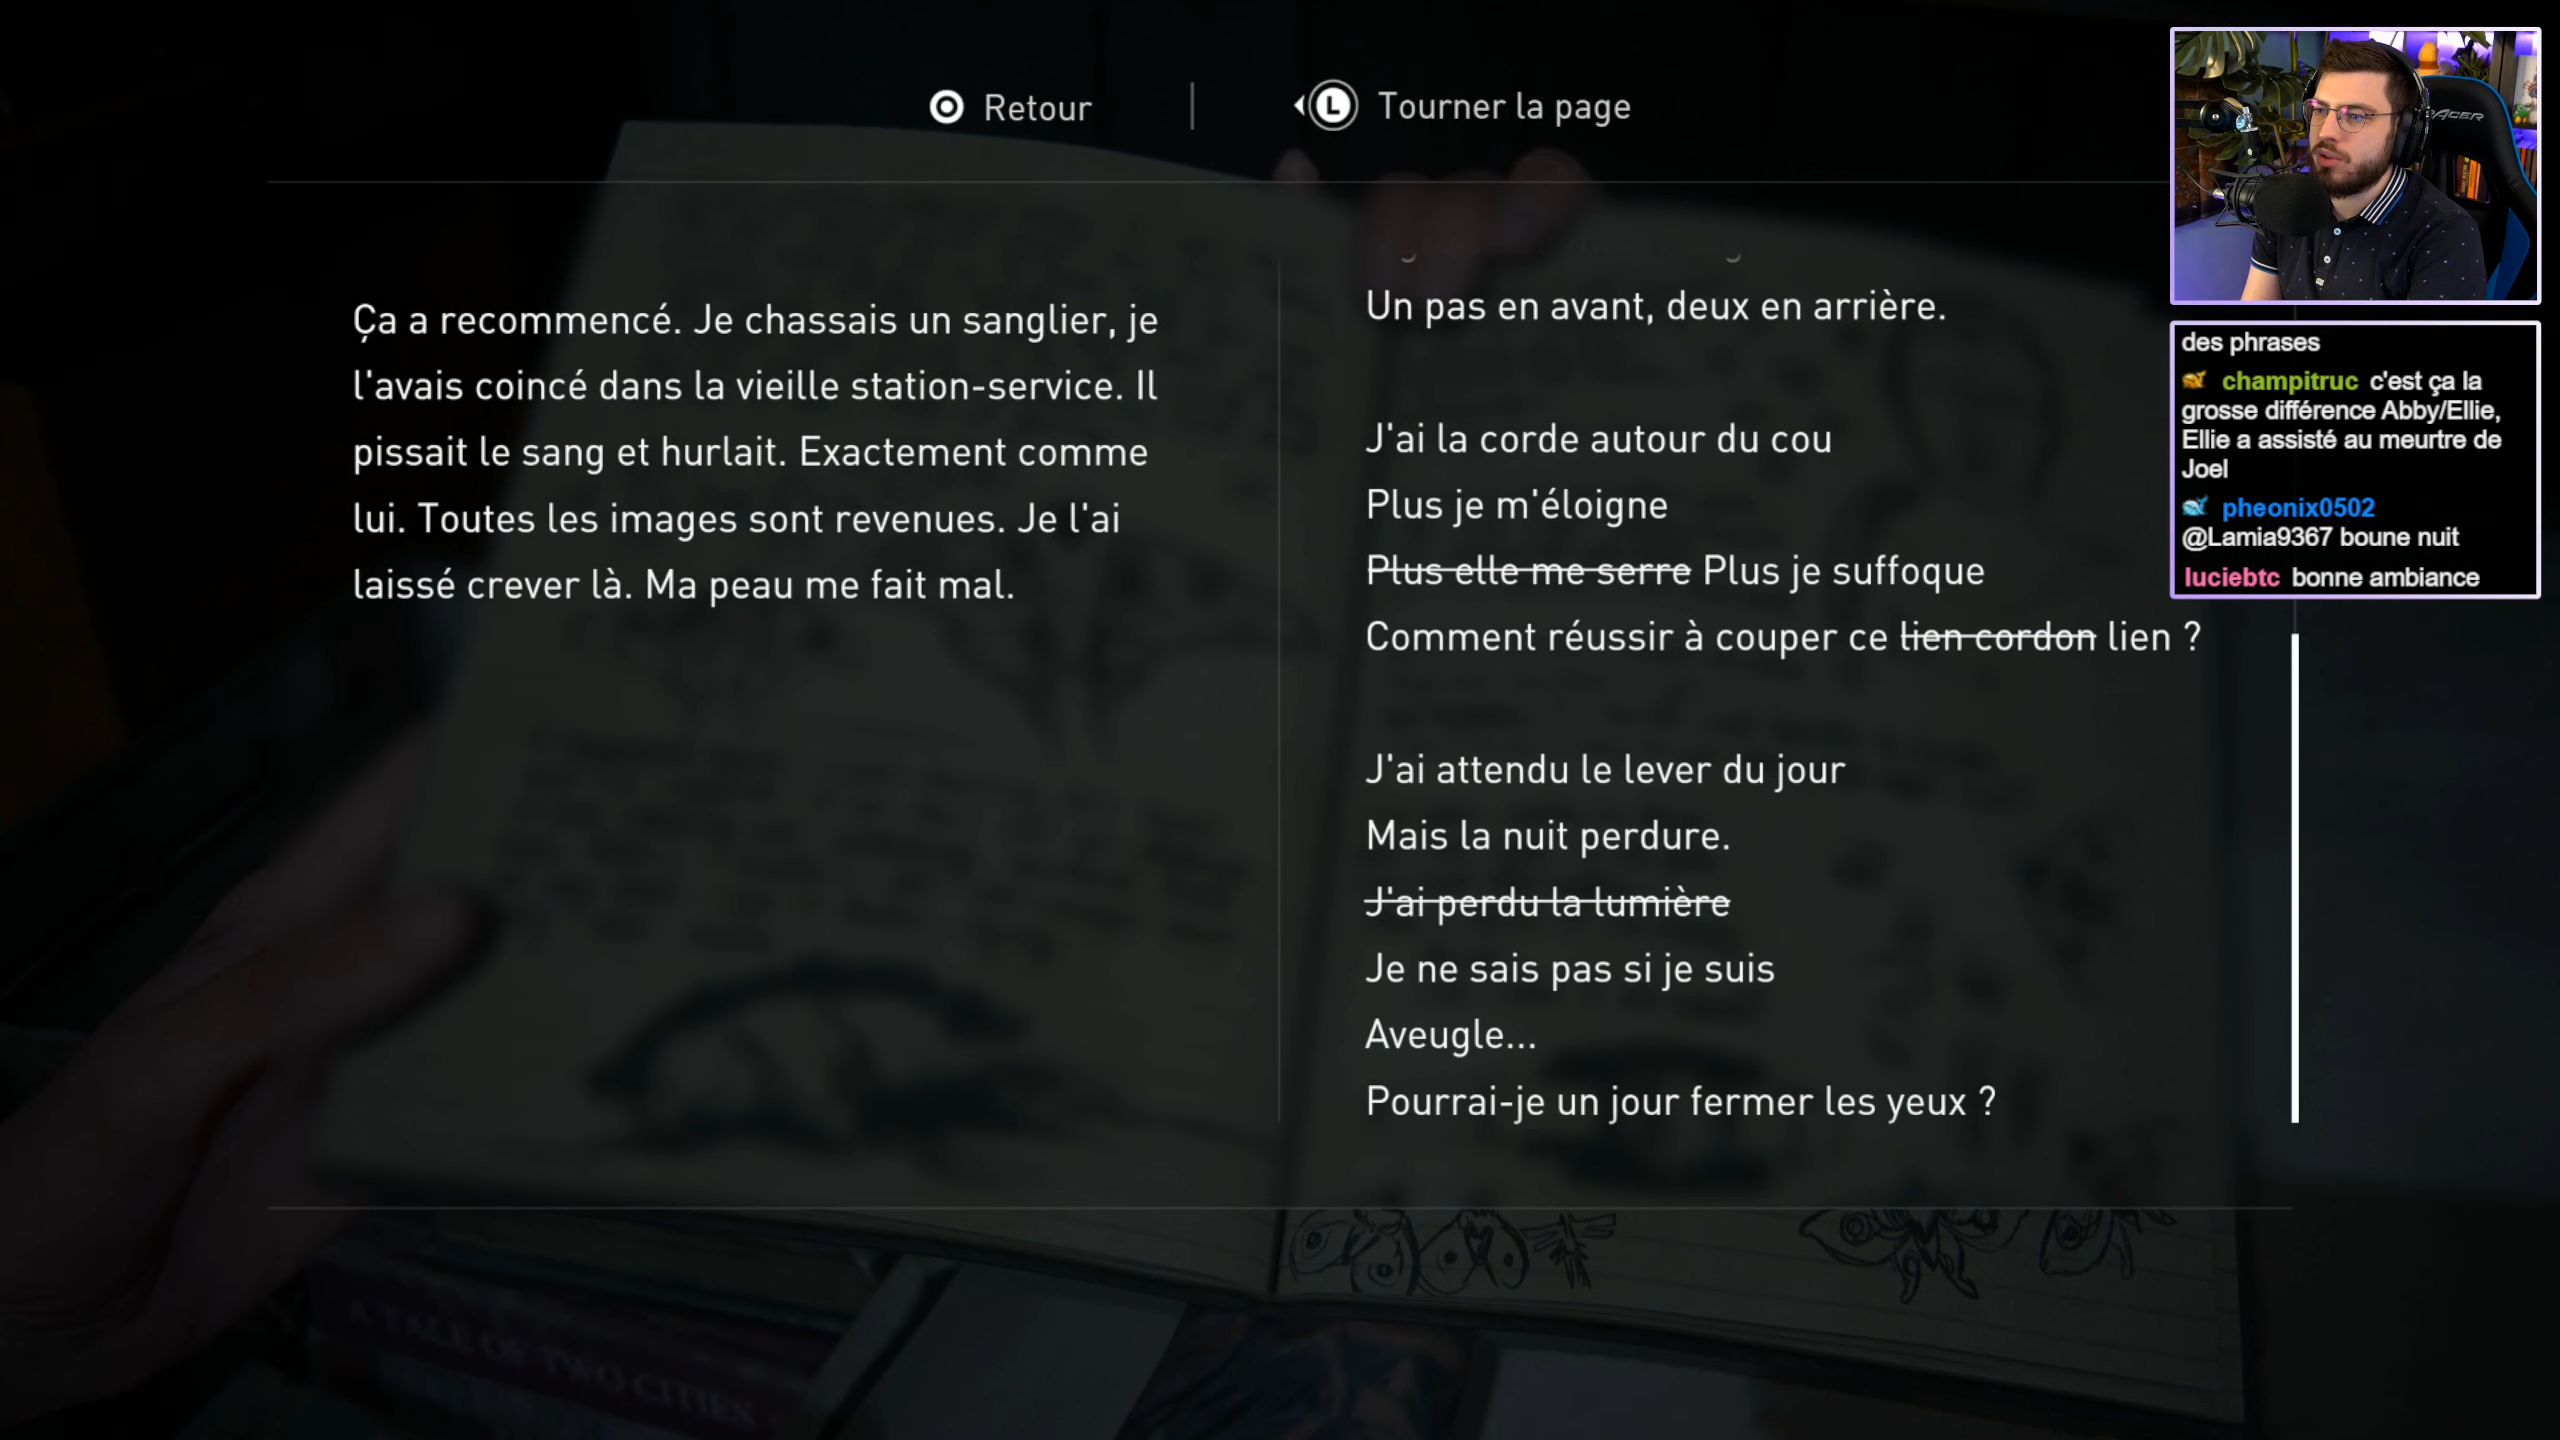 Retour
L Tourner la page
Ça a recommencé. Je chassais un sanglier, je
l'avais coincé dans la vieille station-service. Il
pissait le sang et hurlait. Exactement comme
lui. Toutes les images sont revenues. Je l'ai
laissé crever là. Ma peau me fait mal.
Un pas en avant, deux en arrière.
J'ai la corde autour du cou
Plus je m'éloigne
Plus elle me serre Plus je suffoque
Comment réussir à couper ce lien cordon lien ?
J'ai attendu le lever du jour
Mais la nuit perdure.
J'ai perdu la lumière
Je ne sais pas si je suis
Aveugle...
Pourrai-je un jour fermer les yeux ?
A TALE OF TWO CITIES
des phrases
champitruc c'est ça la
grosse différence Abby/Ellie,
Ellie a assisté au meurtre de
Joel
pheonix0502
@Lamia9367 boune nuit
luciebtc bonne ambiance